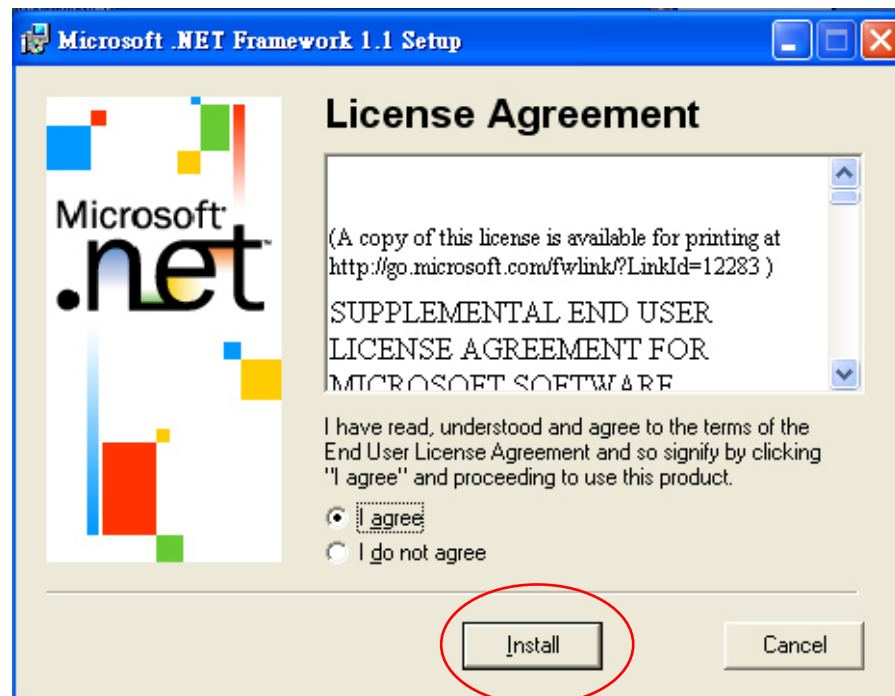 Microsoft .NET Framework 1.1 Setup
License Agreement
Microsoft
.net
(A copy of this license is available for printing at
http://go.microsoft.com/fwlink/?LinkId=12283 )
SUPPLEMENTAL END USER
LICENSE AGREEMENT FOR
MICROSOFT SOFTWARE
I have read, understood and agree to the terms of the
End User License Agreement and so signify by clicking
"I agree" and proceeding to use this product.
I agree
I do not agree
Install
Cancel